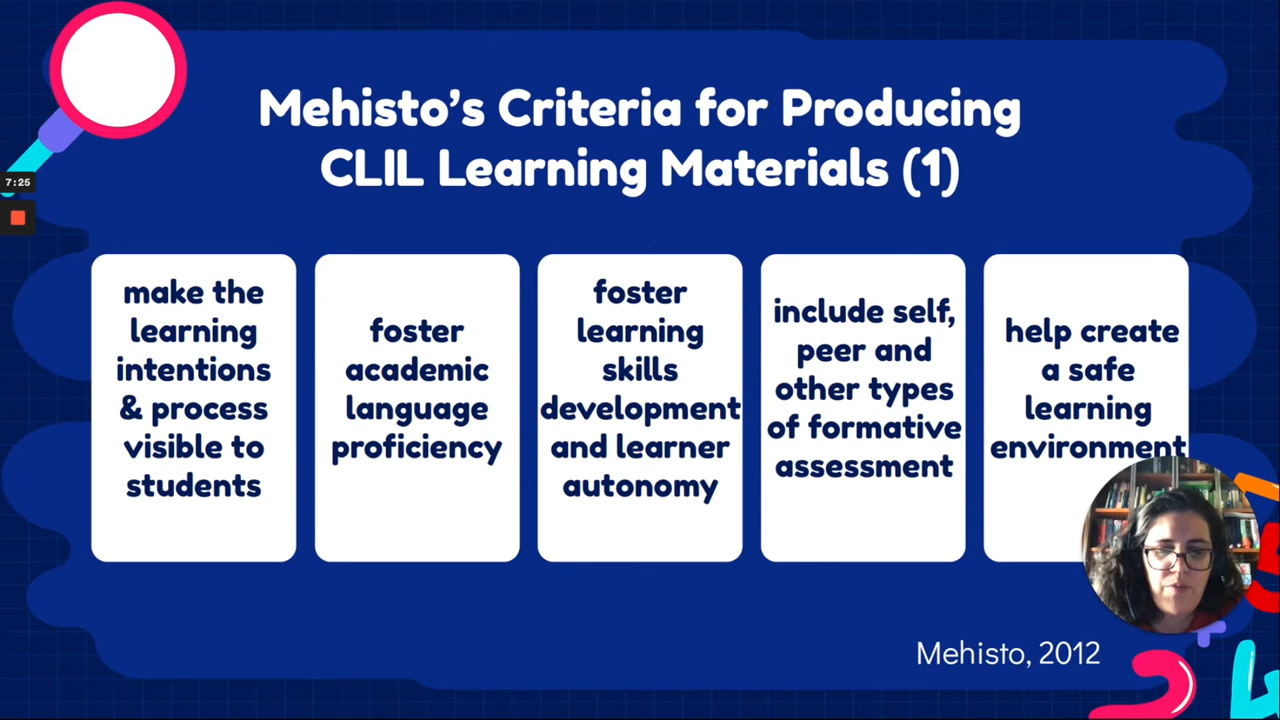 Mehisto's Criteria for Producing
CLIL Learning Materials (1)
7:25
make the
learning
intentions
& process
visible to
students
foster
academic
language
proficiency
foster
learning
skills
development
and learner
autonomy
include self,
peer and
other types
of formative
assessment
help create
a safe
learning
environment
Mehisto, 2012